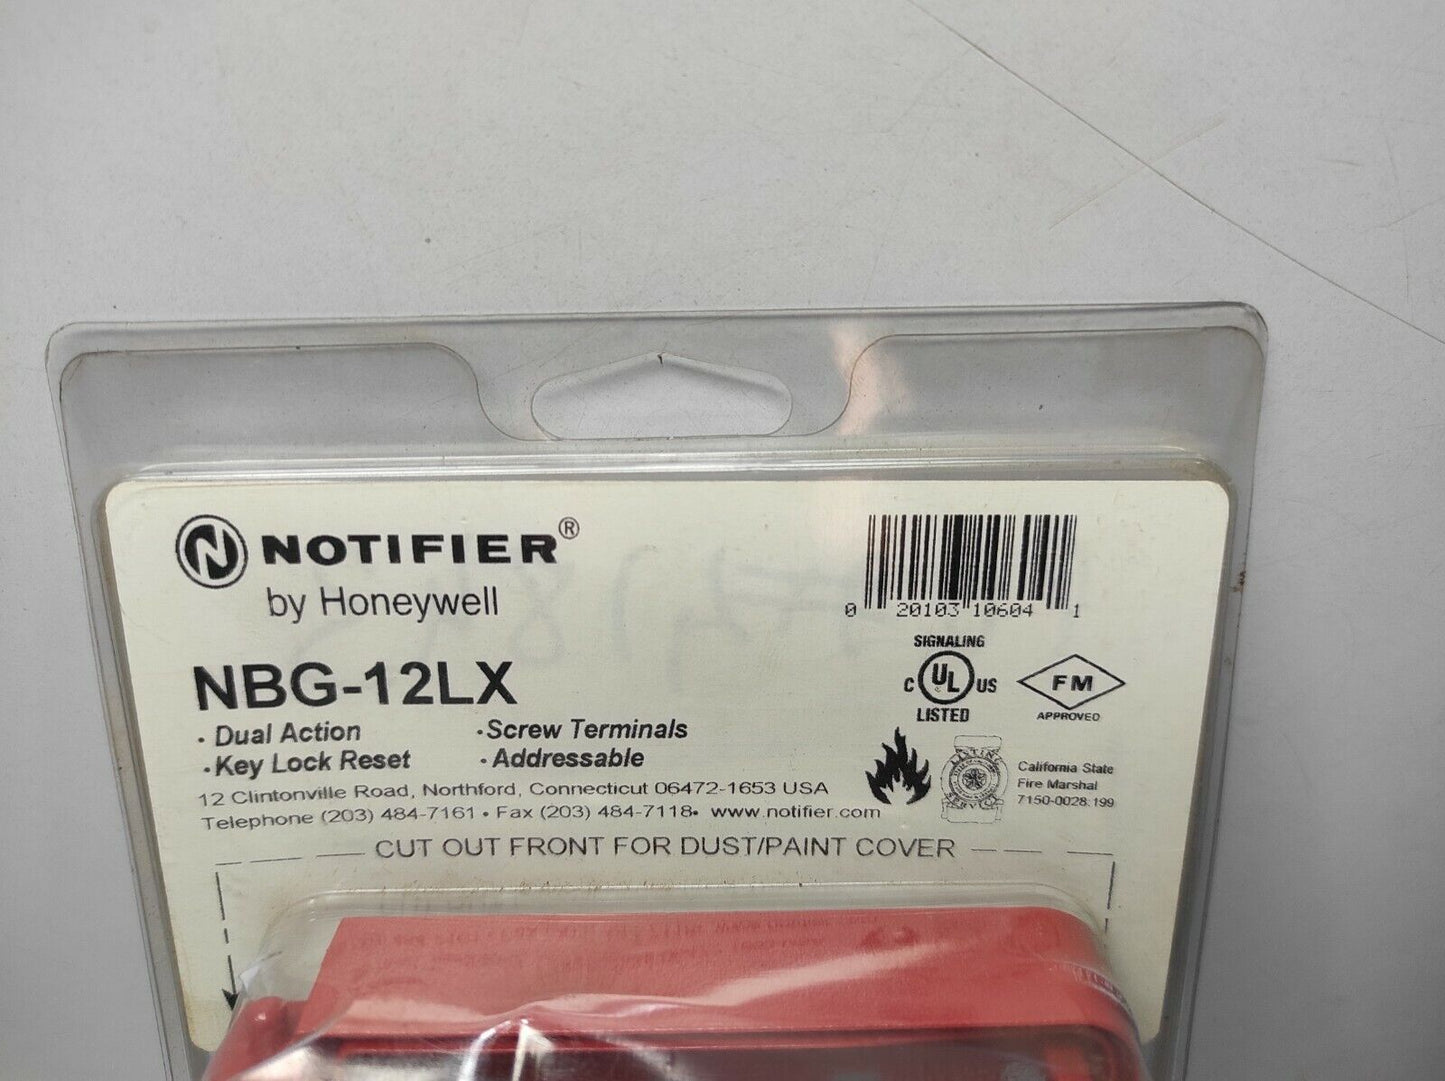 NOTIFIER®
by Honeywell
0 20103 10604 1
NBG-12LX
SIGNALING
C UL US
LISTED
FM
APPROVED
· Dual Action
· Screw Terminals
· Key Lock Reset
· Addressable
LISTING
SERVICE
California State
Fire Marshal
7150-0028:199
12 Clintonville Road, Northford, Connecticut 06472-1653 USA
Telephone (203) 484-7161 • Fax (203) 484-7118• www.notifier.com
CUT OUT FRONT FOR DUST/PAINT COVER